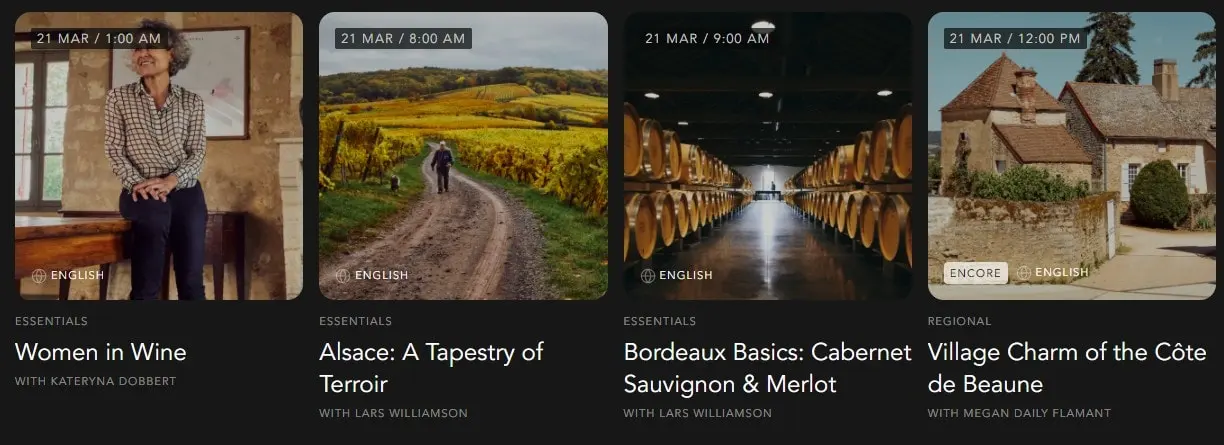 21 MAR / 1:00 AM
ENGLISH
ESSENTIALS
Women in Wine
WITH KATERYNA DOBBERT
21 MAR / 8:00 AM
ENGLISH
ESSENTIALS
Alsace: A Tapestry of
Terroir
WITH LARS WILLIAMSON
21 MAR / 9:00 AM
ENGLISH
ESSENTIALS
Bordeaux Basics: Cabernet
Sauvignon & Merlot
WITH LARS WILLIAMSON
21 MAR / 12:00 PM
ENCORE ENGLISH
REGIONAL
Village Charm of the Côte
de Beaune
WITH MEGAN DAILY FLAMANT